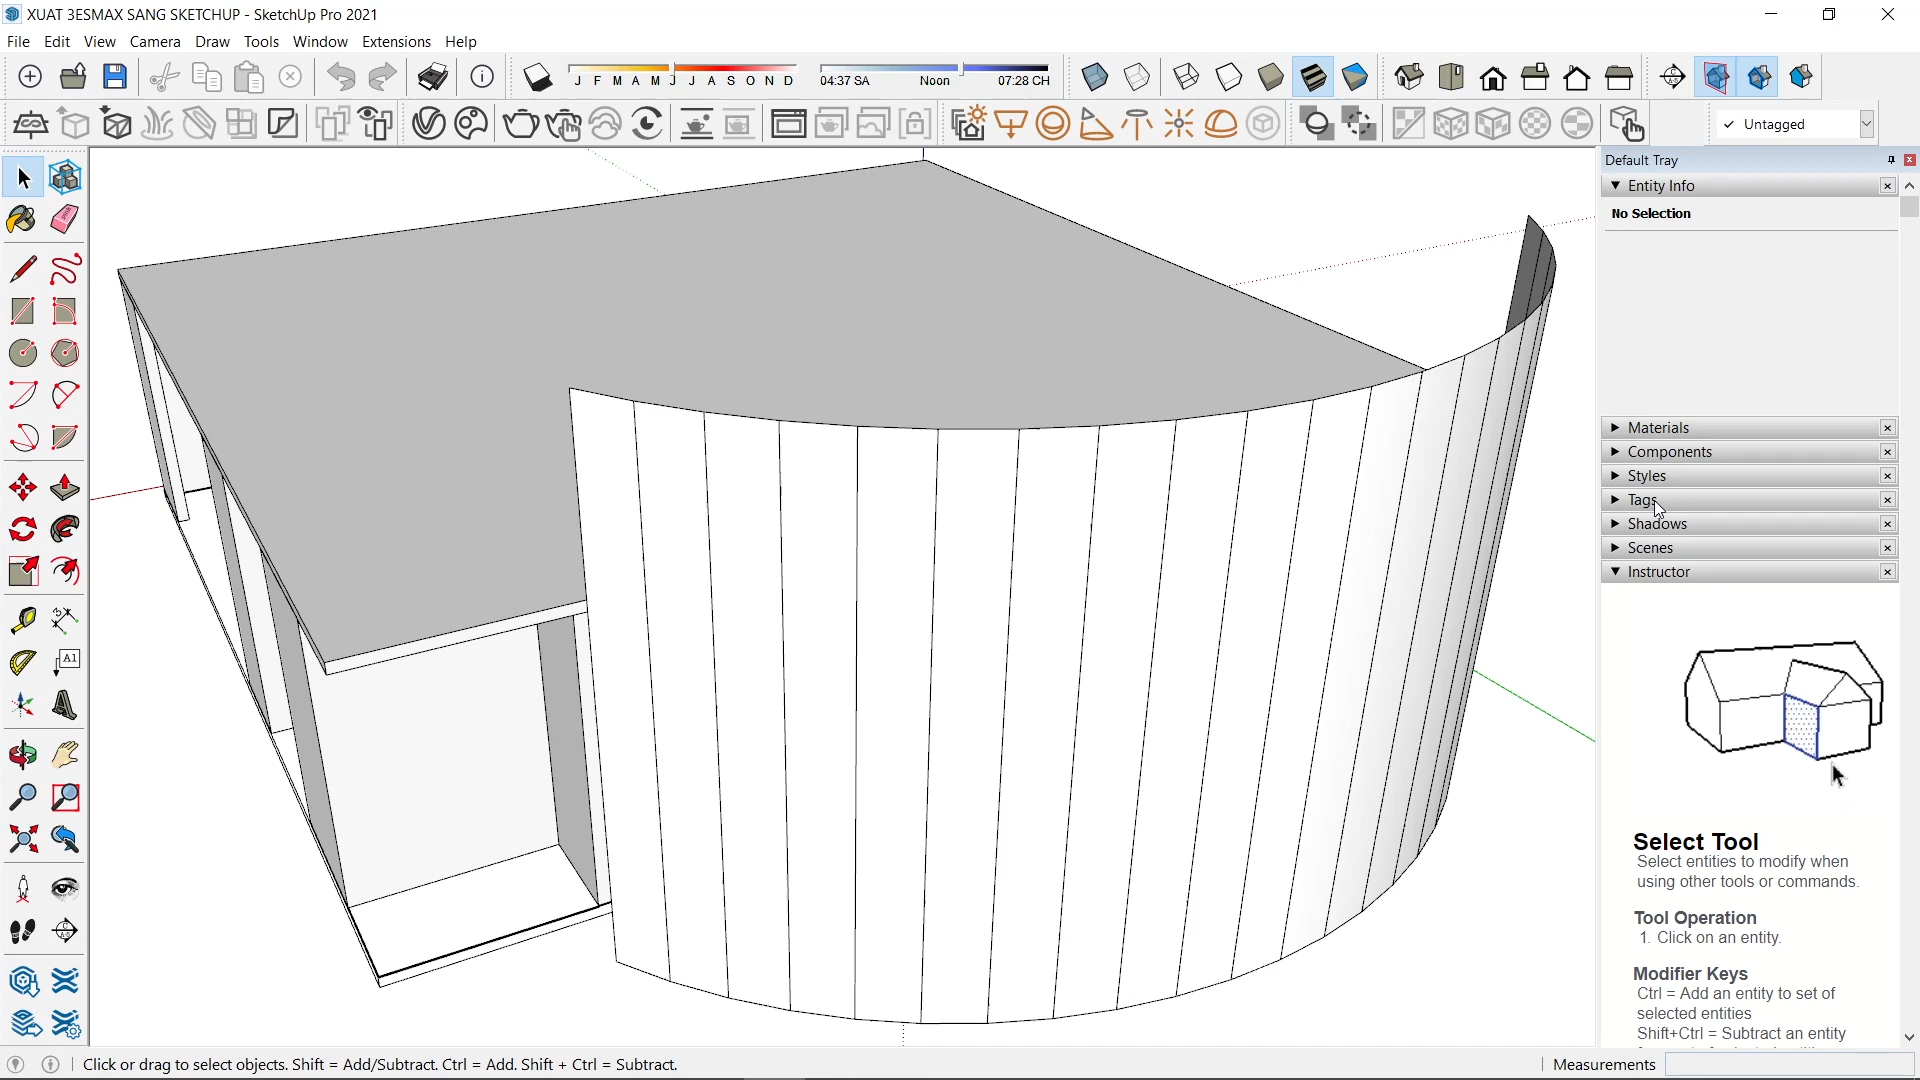 XUAT 3ESMAX SANG SKETCHUP - SketchUp Pro 2021
File Edit View Camera Draw Tools Window Extensions Help
J F M A M J J A S O N D
04:37 SA Noon 07:28 CH
✓ Untagged
Default Tray
Entity Info
No Selection
Materials
Components
Styles
Tags
Shadows
Scenes
Instructor
A1
Select Tool
Select entities to modify when
using other tools or commands.
Tool Operation
1. Click on an entity.
Modifier Keys
Ctrl = Add an entity to set of
selected entities
Shift+Ctrl = Subtract an entity
Click or drag to select objects. Shift = Add/Subtract. Ctrl = Add. Shift + Ctrl = Subtract.
Measurements